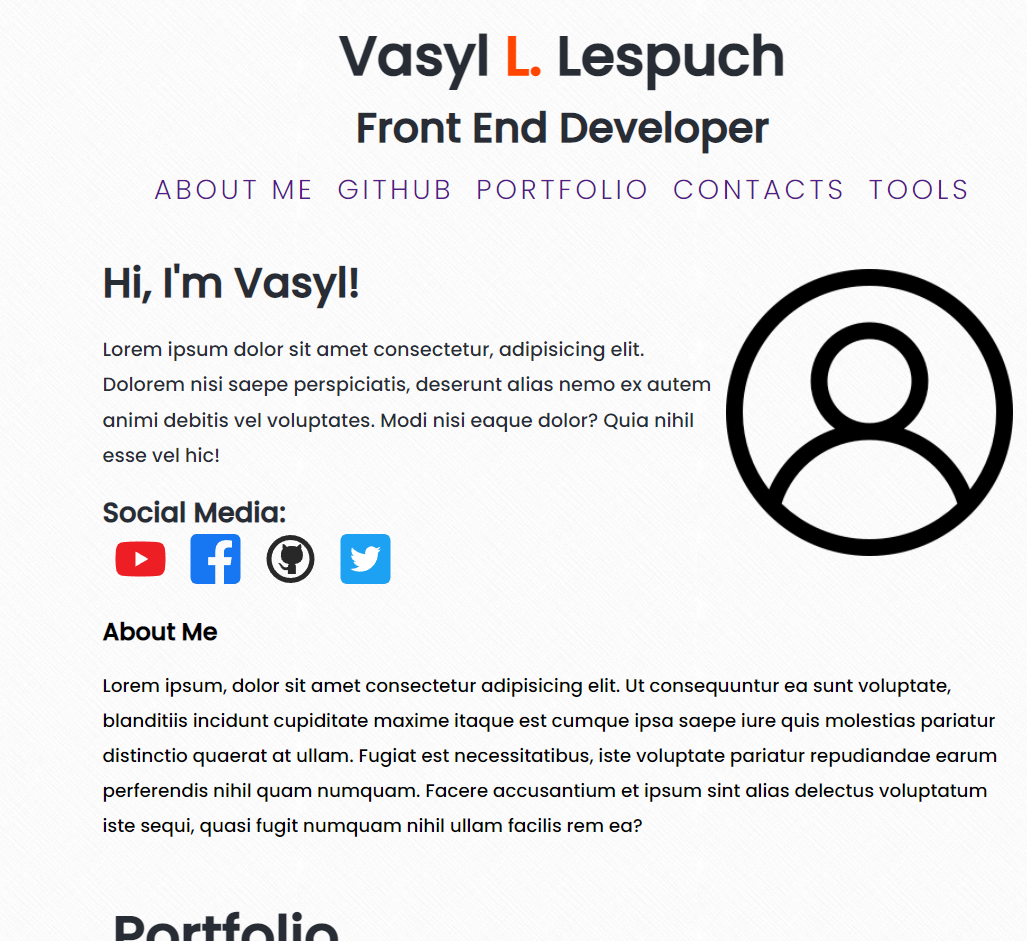 Vasyl L. Lespuch
Front End Developer
ABOUT ME GITHUB PORTFOLIO CONTACTS TOOLS
Hi, I'm Vasyl!
Lorem ipsum dolor sit amet consectetur, adipisicing elit.
Dolorem nisi saepe perspiciatis, deserunt alias nemo ex autem
animi debitis vel voluptates. Modi nisi eaque dolor? Quia nihil
esse vel hic!
Social Media:
About Me
Lorem ipsum, dolor sit amet consectetur adipisicing elit. Ut consequuntur ea sunt voluptate,
blanditiis incidunt cupiditate maxime itaque est cumque ipsa saepe iure quis molestias pariatur
distinctio quaerat at ullam. Fugiat est necessitatibus, iste voluptate pariatur repudiandae earum
perferendis nihil quam numquam. Facere accusantium et ipsum sint alias delectus voluptatum
iste sequi, quasi fugit numquam nihil ullam facilis rem ea?
Portfolio